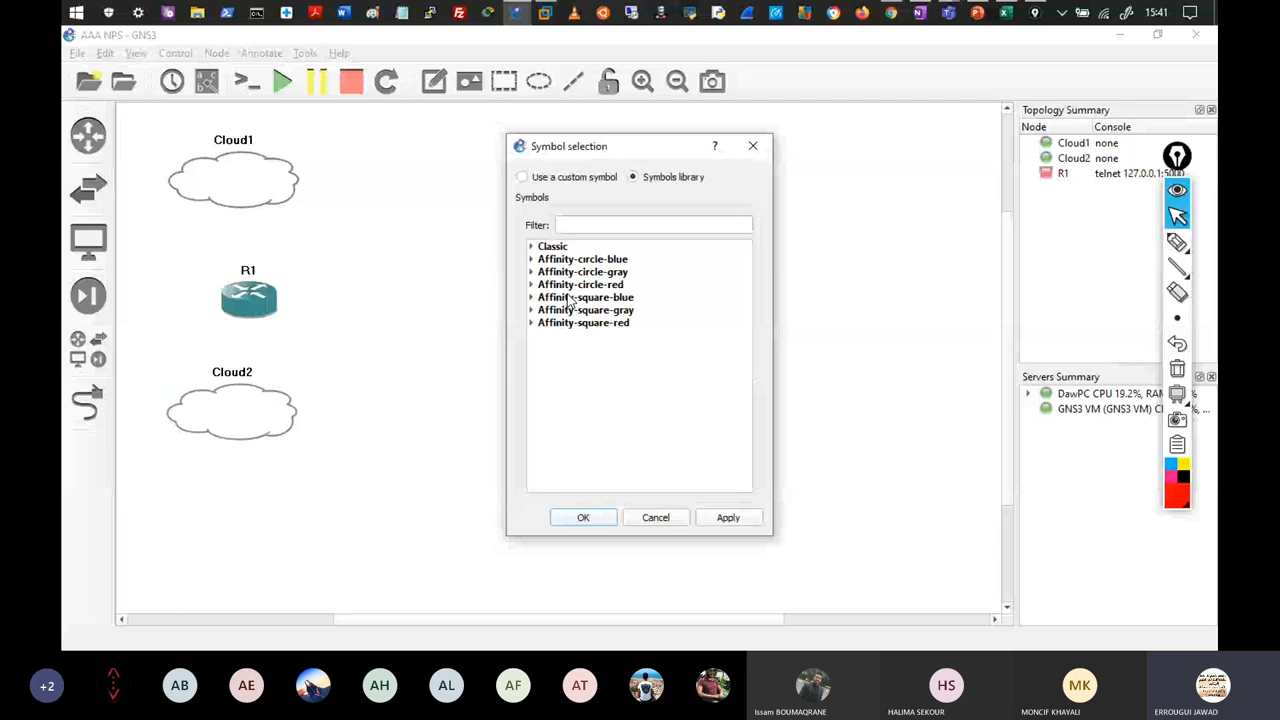 15:41
AAA NPS - GNS3
File Edit View Control Node Annotate Tools Help
Cloud1
R1
Cloud2
Symbol selection
?
Use a custom symbol
Symbols library
Symbols
Filter:
Classic
Affinity-circle-blue
Affinity-circle-gray
Affinity-circle-red
Affinity-square-blue
Affinity-square-gray
Affinity-square-red
OK Cancel Apply
Topology Summary
Node Console
Cloud1 none
Cloud2 none
R1 telnet 127.0.0.1:5000
Servers Summary
DawPC CPU 19.2%, RAM %
GNS3 VM (GNS3 VM) C %, ...
+2
AB
AE
AH
AL
AF
AT
Issam BOUMAQRANE
HS
HALIMA SEKOUR
MK
MONCIF KHAYALI
ERROUGUI JAWAD